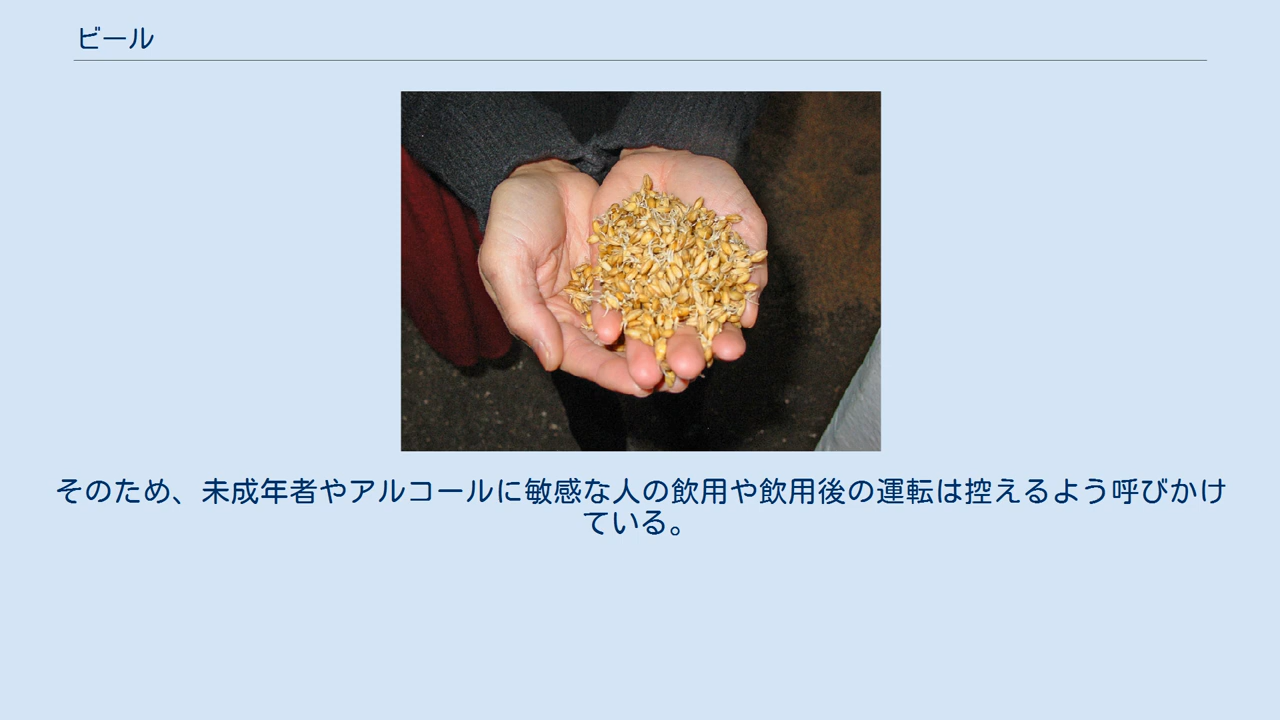 ビール
そのため、未成年者やアルコールに敏感な人の飲用や飲用後の運転は控えるよう呼びかけ
ている。